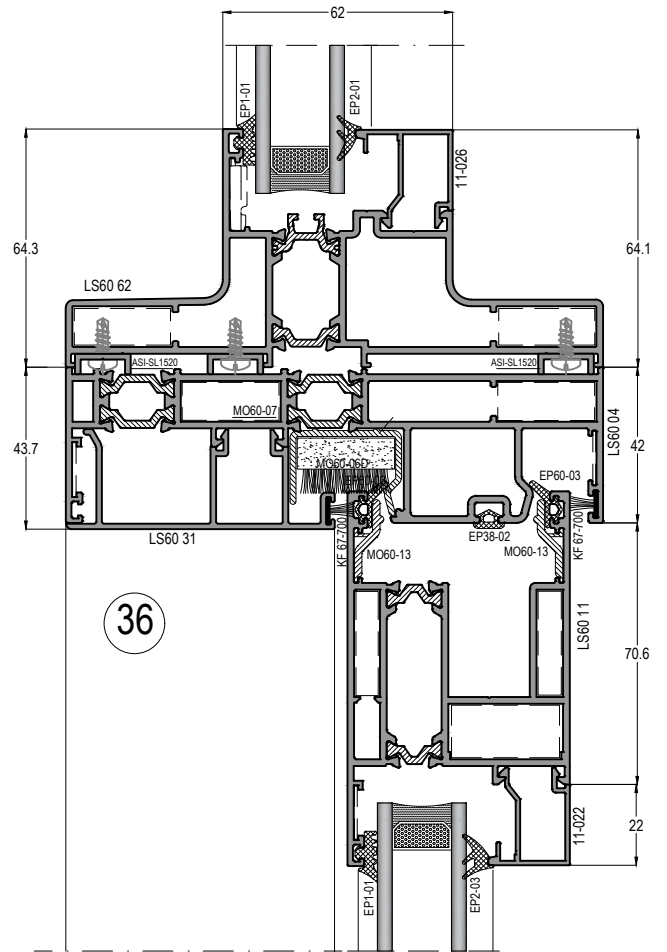 62
EP1-01
EP2-01
11-026
64.3
64.1
LS60 62
ASI-SL1520
ASI-SL1520
MO60-07
LS60 04
43.7
42
MO60-06D
EP60-03
KF 67-700
KF 67-700
EP38-02
LS60 31
MO60-13
MO60-13
36
LS60 11
70.6
11-022
22
EP1-01
EP2-03